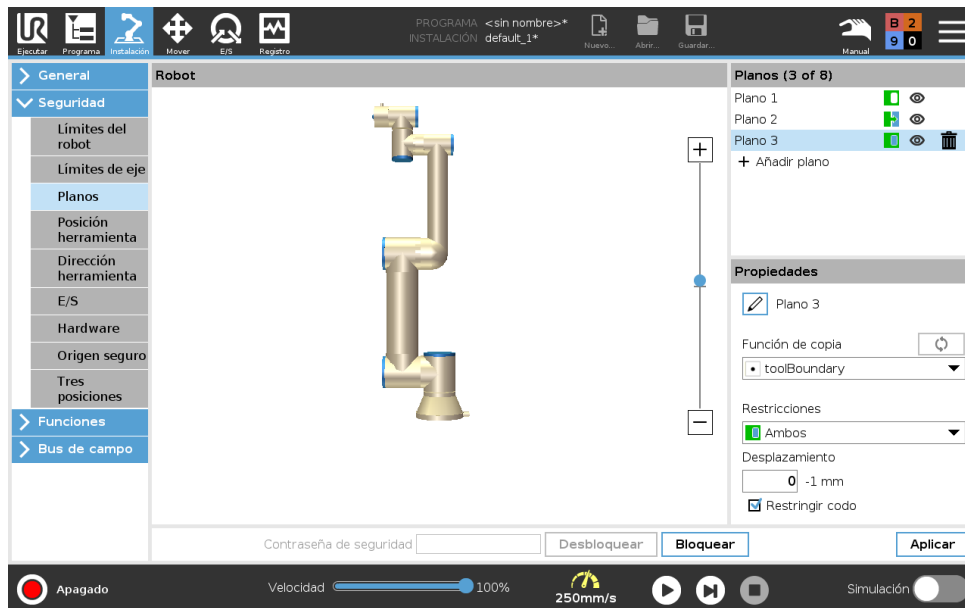 PROGRAMA <sin nombre>*
INSTALACIÓN default_1*
Ejecutar
Programa
Instalación
Mover
E/S
Registro
Nuevo...
Abrir...
Guardar...
Manual
B 2
9 0
General
Seguridad
Límites del
robot
Límites de eje
Planos
Posición
herramienta
Dirección
herramienta
E/S
Hardware
Origen seguro
Tres
posiciones
Funciones
Bus de campo
Robot
Planos (3 of 8)
Plano 1
Plano 2
Plano 3
+ Añadir plano
Propiedades
Plano 3
Función de copia
toolBoundary
Restricciones
Ambos
Desplazamiento
0 -1 mm
Restringir codo
Contraseña de seguridad
Desbloquear
Bloquear
Aplicar
Apagado
Velocidad
100%
250mm/s
Simulación